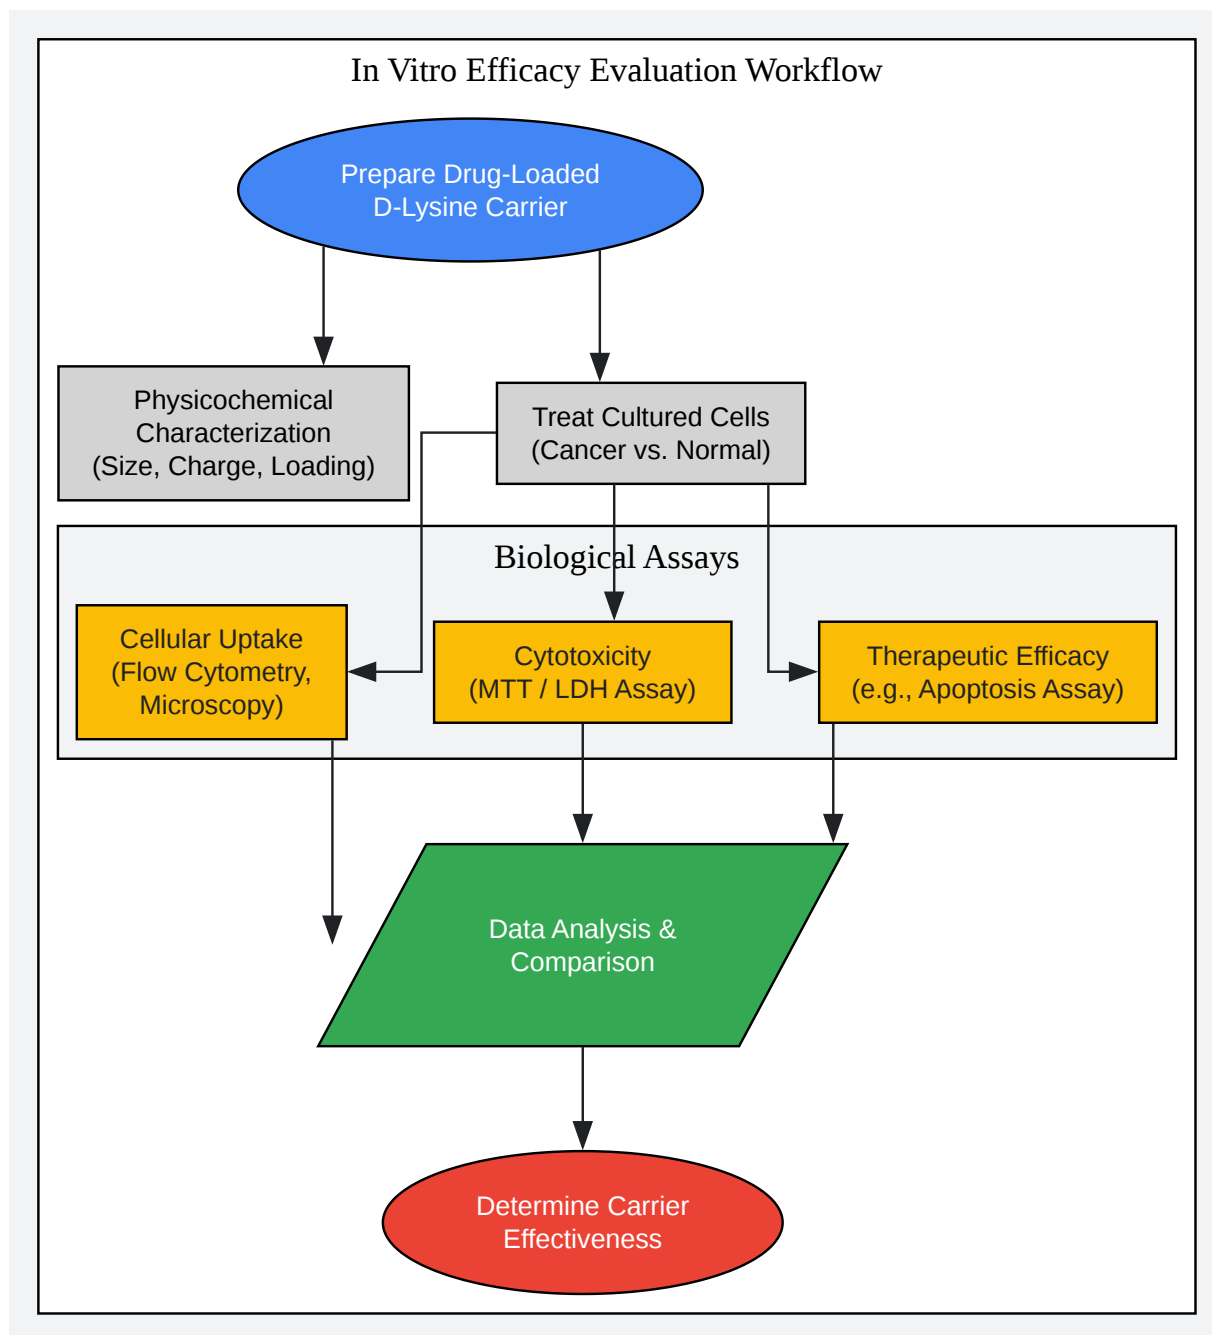 In Vitro Efficacy Evaluation Workflow
Prepare Drug-Loaded
D-Lysine Carrier
Physicochemical
Characterization
(Size, Charge, Loading)
Treat Cultured Cells
(Cancer vs. Normal)
Biological Assays
Cellular Uptake
(Flow Cytometry,
Microscopy)
Cytotoxicity
(MTT / LDH Assay)
Therapeutic Efficacy
(e.g., Apoptosis Assay)
Data Analysis &
Comparison
Determine Carrier
Effectiveness